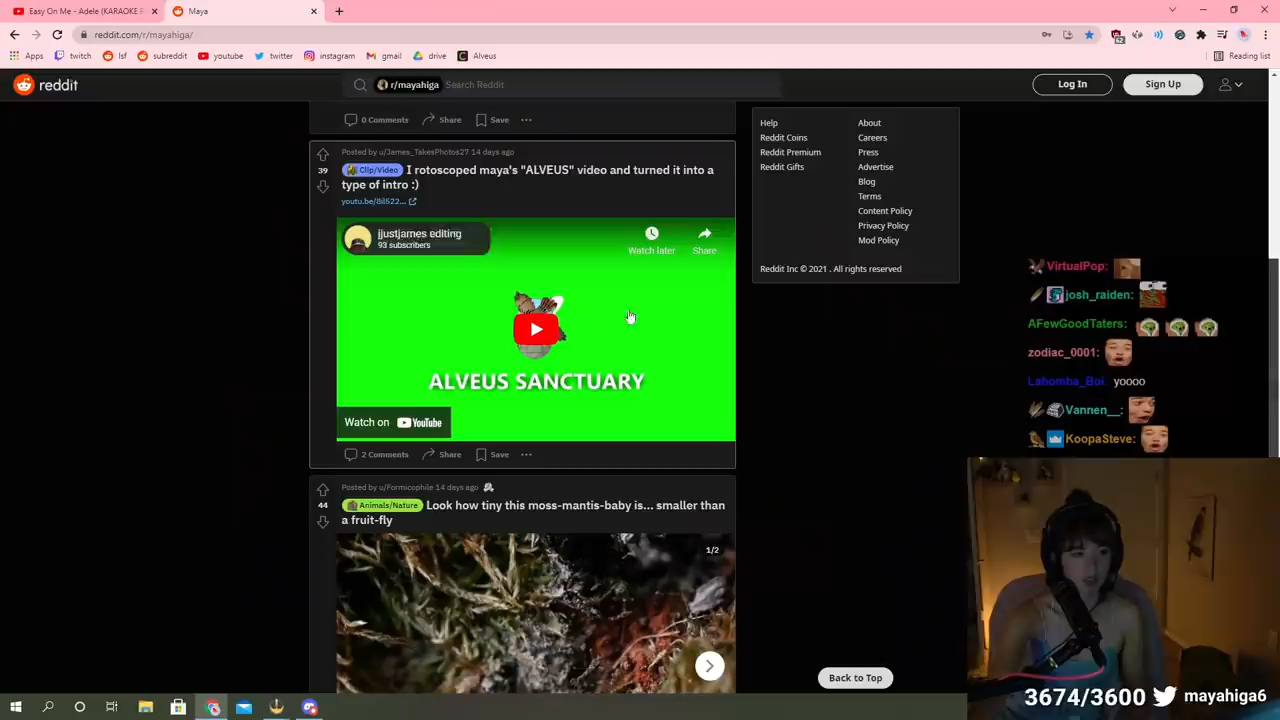 Easy On Me - Adele (KARAOKE F
Maya
reddit.com/r/mayahiga/
Apps
twitch
lsf
subreddit
youtube
twitter
instagram
gmail
drive
Alveus
Reading list
reddit
r/mayahiga
Search Reddit
Log In
Sign Up
0 Comments
Share
Save
Posted by u/James_TakesPhotos27 14 days ago
39
Clip/Video I rotoscoped maya's "ALVEUS" video and turned it into a
type of intro :)
youtu.be/8il522...
jjustjames editing
93 subscribers
Watch later
Share
ALVEUS SANCTUARY
Watch on YouTube
2 Comments
Share
Save
Posted by u/Formicophile 14 days ago
44
Animals/Nature Look how tiny this moss-mantis-baby is... smaller than
a fruit-fly
1/2
Help
About
Reddit Coins
Careers
Reddit Premium
Press
Reddit Gifts
Advertise
Blog
Terms
Content Policy
Privacy Policy
Mod Policy
Reddit Inc © 2021 . All rights reserved
Back to Top
VirtualPop:
josh_raiden:
AFewGoodTaters:
zodiac_0001:
Lahomba_Boi: yoooo
Vannen__:
KoopaSteve:
3674/3600 mayahiga6